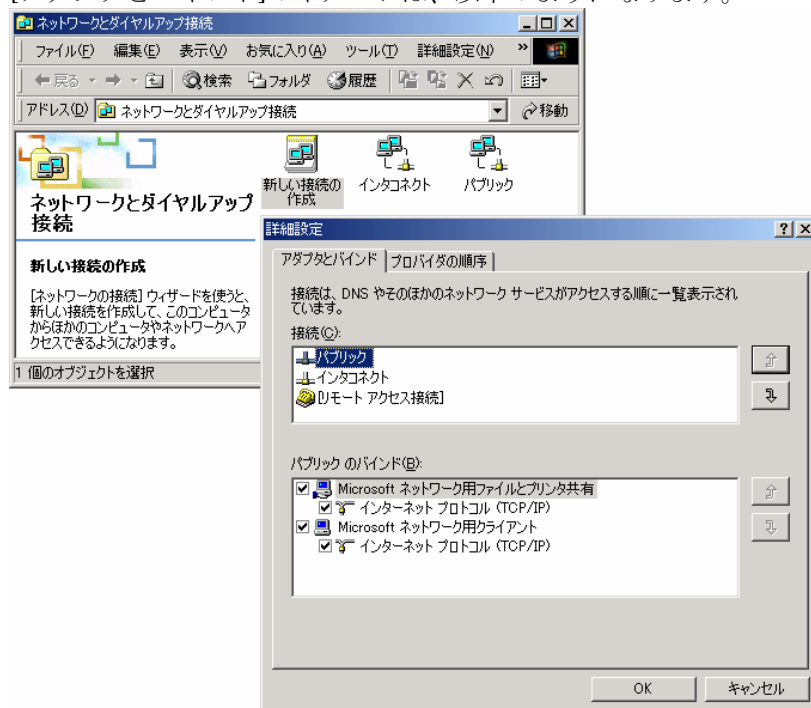 ネットワークとダイヤルアップ接続
ファイル(F) 編集(E) 表示(V) お気に入り(A) ツール(T) 詳細設定(N) »
戻る 検索 フォルダ 履歴
アドレス(D) ネットワークとダイヤルアップ接続 移動
ネットワークとダイヤルアップ
接続
新しい接続の作成
[ネットワークの接続] ウィザードを使うと、
新しい接続を作成して、このコンピュータ
からほかのコンピュータやネットワークへア
クセスできるようになります。
新しい接続の
作成
インタコネクト
パブリック
1 個のオブジェクトを選択
詳細設定
アダプタとバインド プロバイダの順序
接続は、DNS やそのほかのネットワーク サービスがアクセスする順に一覧表示され
ています。
接続(C):
パブリック
インタコネクト
[リモート アクセス接続]
パブリック のバインド(B):
Microsoft ネットワーク用ファイルとプリンタ共有
インターネット プロトコル (TCP/IP)
Microsoft ネットワーク用クライアント
インターネット プロトコル (TCP/IP)
OK キャンセル